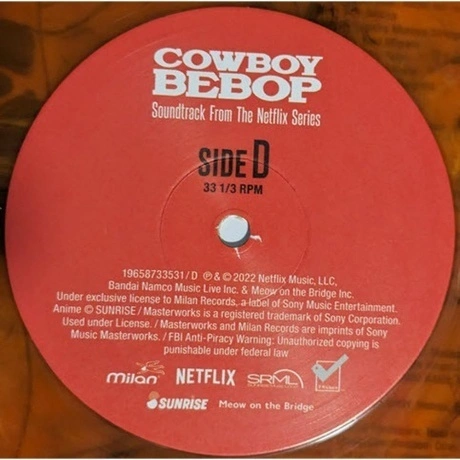 COWBOY
BEBOP
Soundtrack From The Netflix Series
SIDE D
33 1/3 RPM
19658733531/D ℗ & © 2022 Netflix Music, LLC,
Bandai Namco Music Live Inc. & Meow on the Bridge Inc.
Under exclusive license to Milan Records, a label of Sony Music Entertainment.
Anime © SUNRISE / Masterworks is a registered trademark of Sony Corporation.
Used under License. / Masterworks and Milan Records are imprints of Sony
Music Masterworks. / FBI Anti-Piracy Warning: Unauthorized copying is
punishable under federal law
milan NETFLIX SRML
SUNRISE Meow on the Bridge